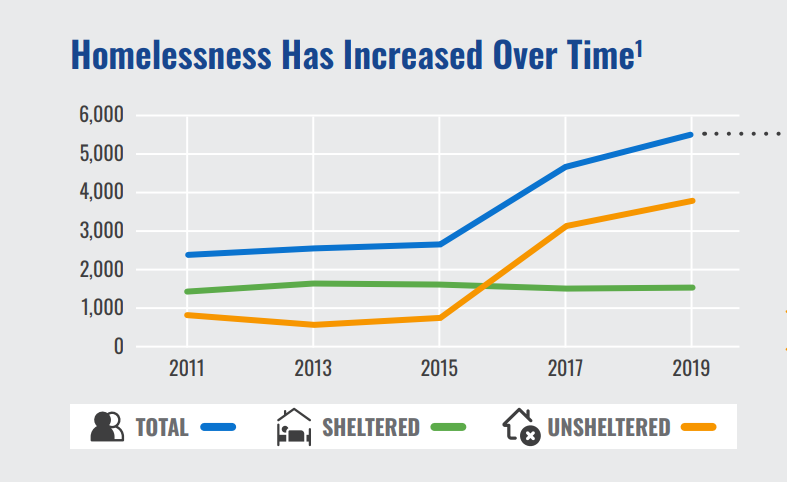 Homelessness Has Increased Over Time¹
6,000
5,000
4,000
3,000
2,000
1,000
0
2011 2013 2015 2017 2019
TOTAL SHELTERED UNSHELTERED